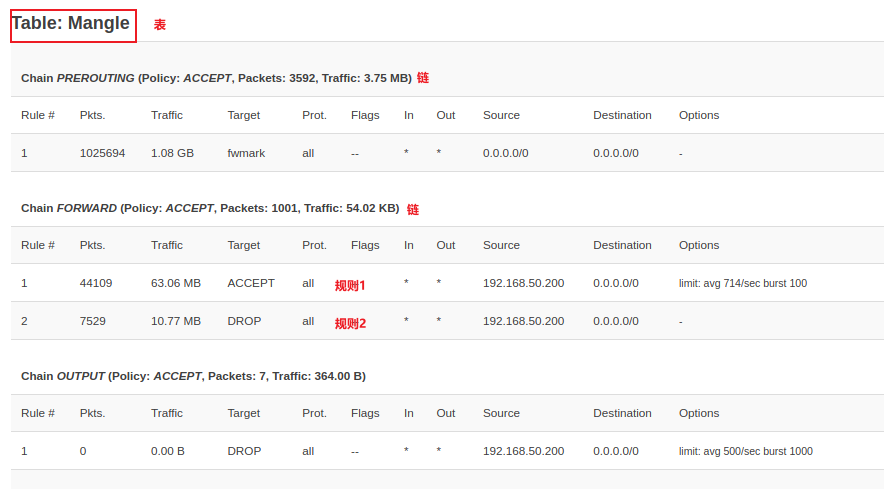 Table: Mangle 表
Chain PREROUTING (Policy: ACCEPT, Packets: 3592, Traffic: 3.75 MB) 链
Rule # Pkts. Traffic Target Prot. Flags In Out Source Destination Options
1 1025694 1.08 GB fwmark all -- * * 0.0.0.0/0 0.0.0.0/0 -
Chain FORWARD (Policy: ACCEPT, Packets: 1001, Traffic: 54.02 KB) 链
Rule # Pkts. Traffic Target Prot. Flags In Out Source Destination Options
1 44109 63.06 MB ACCEPT all 规则1 * * 192.168.50.200 0.0.0.0/0 limit: avg 714/sec burst 100
2 7529 10.77 MB DROP all 规则2 * * 192.168.50.200 0.0.0.0/0 -
Chain OUTPUT (Policy: ACCEPT, Packets: 7, Traffic: 364.00 B)
Rule # Pkts. Traffic Target Prot. Flags In Out Source Destination Options
1 0 0.00 B DROP all -- * * 192.168.50.200 0.0.0.0/0 limit: avg 500/sec burst 1000